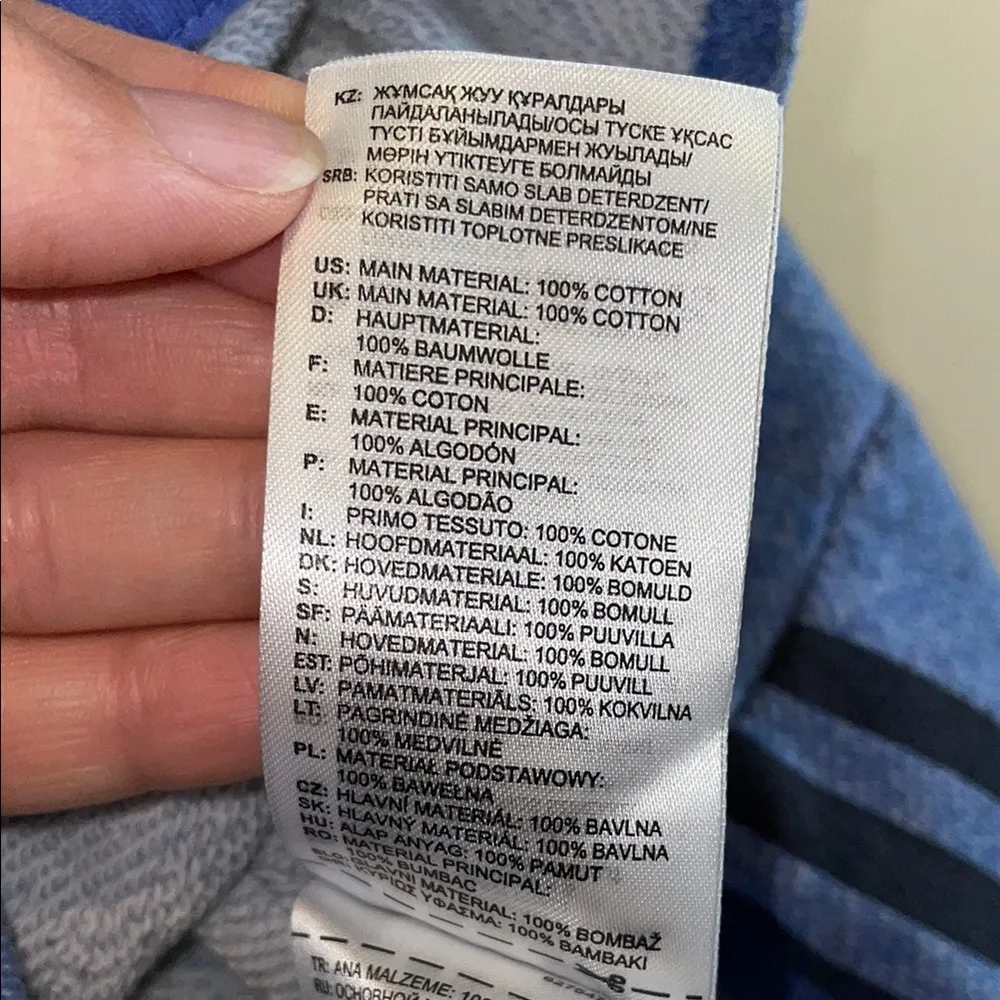 KZ: ЖҰМСАҚ ЖУУ ҚҰРАЛДАРЫ
ПАЙДАЛАНЫЛАДЫ/ОСЫ ТҮСКЕ ҰҚСАС
ТҮСТІ БҰЙЫМДАРМЕН ЖУЫЛАДЫ/
МӨРІН ҮТІКТЕУГЕ БОЛМАЙДЫ
SRB: KORISTITI SAMO SLAB DETERDZENT/
PRATI SA SLABIM DETERDZENTOM/NE
KORISTITI TOPLOTNE PRESLIKACE
US: MAIN MATERIAL: 100% COTTON
UK: MAIN MATERIAL: 100% COTTON
D: HAUPTMATERIAL:
100% BAUMWOLLE
F: MATIERE PRINCIPALE:
100% COTON
E: MATERIAL PRINCIPAL:
100% ALGODÓN
P: MATERIAL PRINCIPAL:
100% ALGODÃO
I: PRIMO TESSUTO: 100% COTONE
NL: HOOFDMATERIAAL: 100% KATOEN
DK: HOVEDMATERIALE: 100% BOMULD
S: HUVUDMATERIAL: 100% BOMULL
SF: PÄÄMATERIAALI: 100% PUUVILLA
N: HOVEDMATERIAL: 100% BOMULL
EST: PÕHIMATERJAL: 100% PUUVILL
LV: PAMATMATERIĀLS: 100% KOKVILNA
LT: PAGRINDINĖ MEDŽIAGA:
100% MEDVILNĖ
PL: MATERIAŁ PODSTAWOWY:
100% BAWEŁNA
CZ: HLAVNÍ MATERIÁL: 100% BAVLNA
SK: HLAVNÝ MATERIÁL: 100% BAVLNA
HU: ALAP ANYAG: 100% PAMUT
RO: MATERIAL PRINCIPAL:
100% BUMBAC
SLO: GLAVNI MATERIAL: 100% BOMBAŽ
ΚΥΡΙΟΣ ΥΦΑΣΜΑ: 100% ΒΑΜΒΑΚΙ
TR: ANA MALZEME:
RU: ОСНОВНОЙ